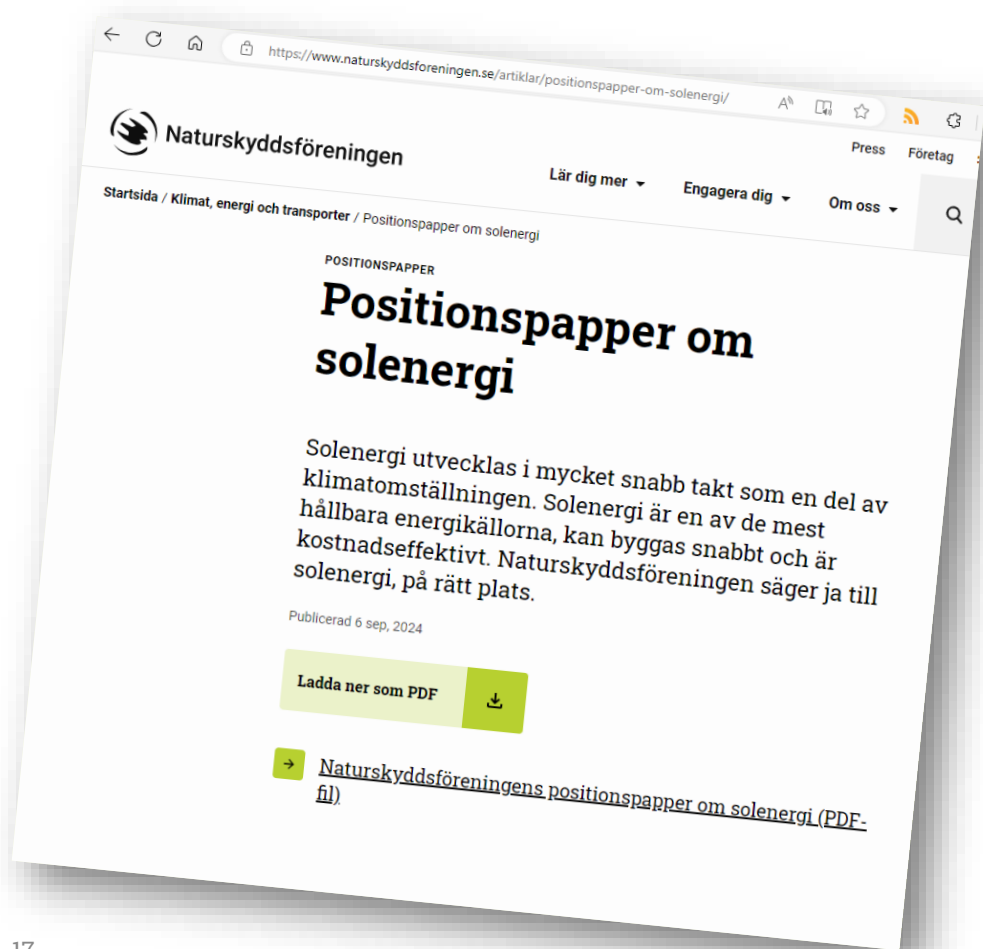 https://www.naturskyddsforeningen.se/artiklar/positionspapper-om-solenergi/
Press Företag
Naturskyddsföreningen
Lär dig mer Engagera dig Om oss
Startsida / Klimat, energi och transporter / Positionspapper om solenergi
POSITIONSPAPPER
Positionspapper om
solenergi
Solenergi utvecklas i mycket snabb takt som en del av
klimatomställningen. Solenergi är en av de mest
hållbara energikällorna, kan byggas snabbt och är
kostnadseffektivt. Naturskyddsföreningen säger ja till
solenergi, på rätt plats.
Publicerad 6 sep, 2024
Ladda ner som PDF
Naturskyddsföreningens positionspapper om solenergi (PDF-
fil)
17